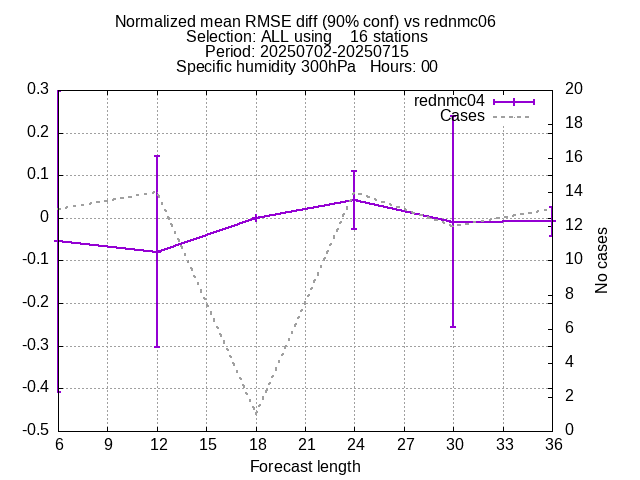 Normalized mean RMSE diff (90% conf) vs rednmc06
Selection: ALL using    16 stations
Period: 20250702-20250715
Specific humidity 300hPa   Hours: 00
rednmc04
Cases
0.3
0.2
0.1
0
-0.1
-0.2
-0.3
-0.4
-0.5
20
18
16
14
12
10
8
6
4
2
0
No cases
6 9 12 15 18 21 24 27 30 33 36
Forecast length